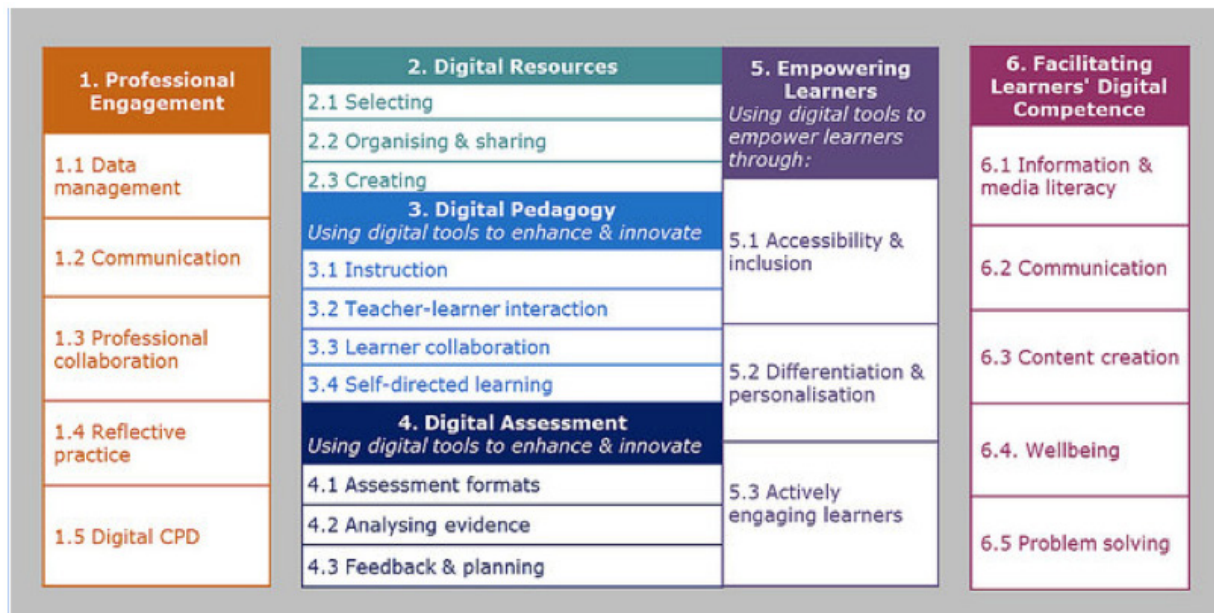 1. Professional
Engagement
1.1 Data
management
1.2 Communication
1.3 Professional
collaboration
1.4 Reflective
practice
1.5 Digital CPD
2. Digital Resources
2.1 Selecting
2.2 Organising & sharing
2.3 Creating
3. Digital Pedagogy
Using digital tools to enhance & innovate
3.1 Instruction
3.2 Teacher-learner interaction
3.3 Learner collaboration
3.4 Self-directed learning
4. Digital Assessment
Using digital tools to enhance & innovate
4.1 Assessment formats
4.2 Analysing evidence
4.3 Feedback & planning
5. Empowering
Learners
Using digital tools to
empower learners
through:
5.1 Accessibility &
inclusion
5.2 Differentiation &
personalisation
5.3 Actively
engaging learners
6. Facilitating
Learners' Digital
Competence
6.1 Information &
media literacy
6.2 Communication
6.3 Content creation
6.4. Wellbeing
6.5 Problem solving